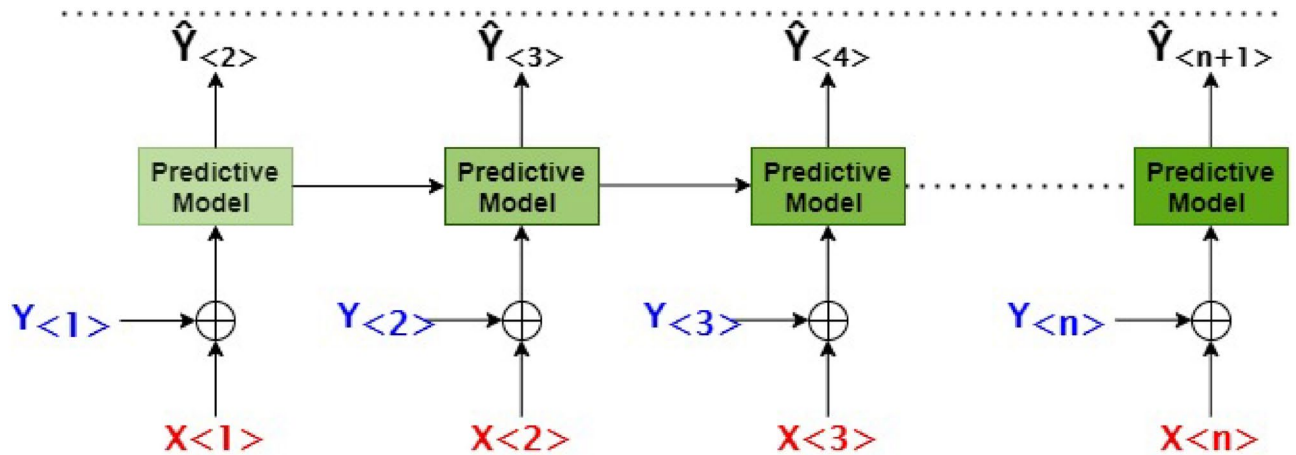 Ŷ<2> Ŷ<3> Ŷ<4> Ŷ<n+1>
Predictive Model Predictive Model Predictive Model Predictive Model
Y<1> Y<2> Y<3> Y<n>
X<1> X<2> X<3> X<n>